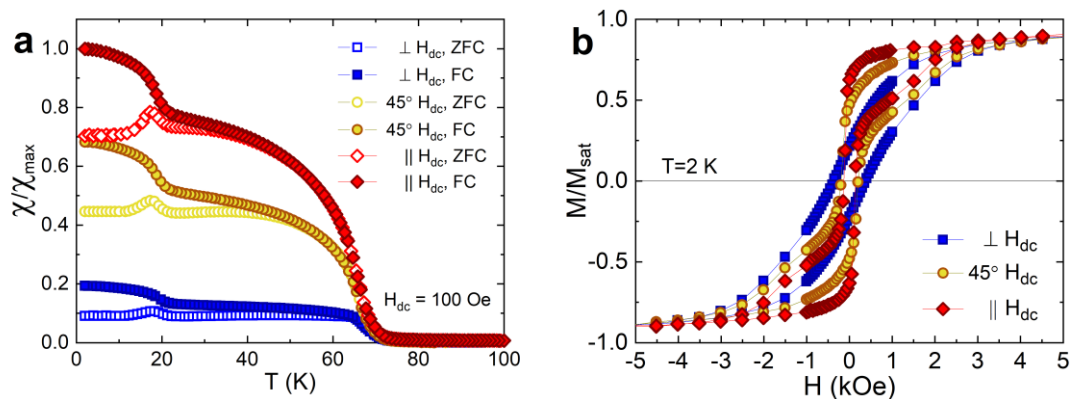 a
χ/χmax
1.0
0.8
0.6
0.4
0.2
0.0
⊥ Hdc, ZFC
⊥ Hdc, FC
45° Hdc, ZFC
45° Hdc, FC
|| Hdc, ZFC
|| Hdc, FC
Hdc = 100 Oe
0 20 40 60 80 100
T (K)
b
M/Msat
1.0
0.5
0.0
-0.5
-1.0
T=2 K
⊥ Hdc
45° Hdc
|| Hdc
-5 -4 -3 -2 -1 0 1 2 3 4 5
H (kOe)